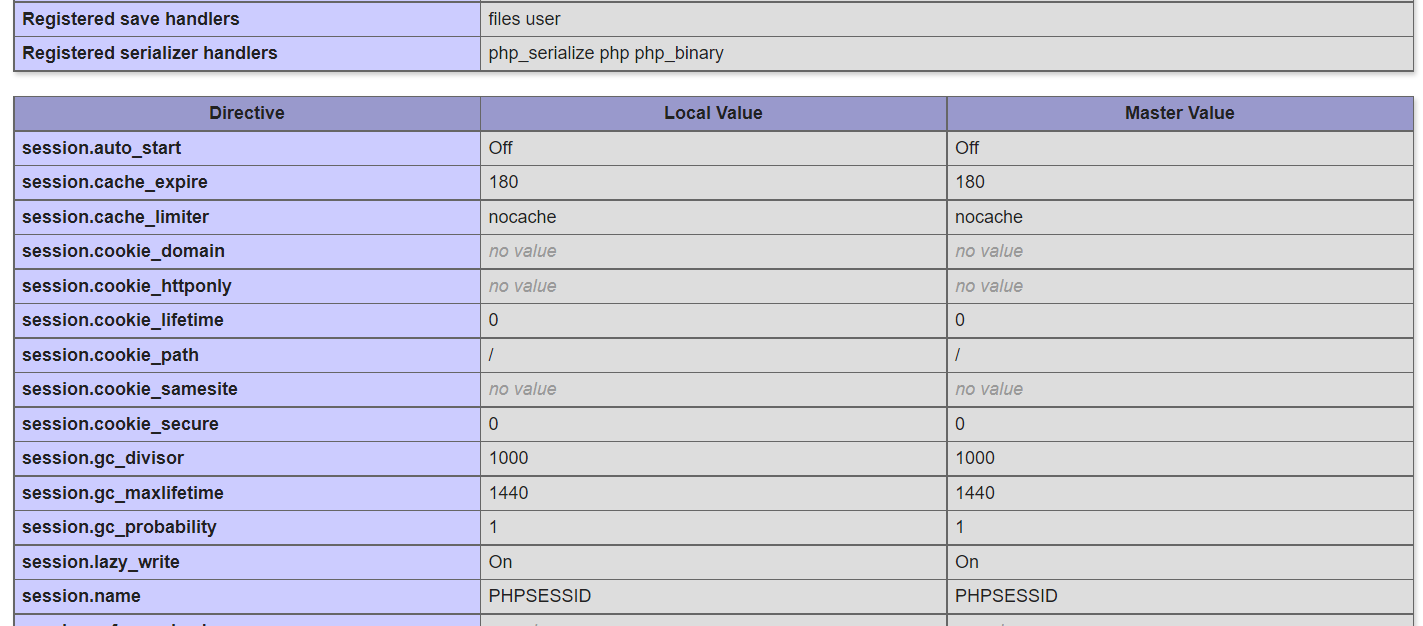 Registered save handlers files user
Registered serializer handlers php_serialize php php_binary
Directive Local Value Master Value
session.auto_start Off Off
session.cache_expire 180 180
session.cache_limiter nocache nocache
session.cookie_domain no value no value
session.cookie_httponly no value no value
session.cookie_lifetime 0 0
session.cookie_path / /
session.cookie_samesite no value no value
session.cookie_secure 0 0
session.gc_divisor 1000 1000
session.gc_maxlifetime 1440 1440
session.gc_probability 1 1
session.lazy_write On On
session.name PHPSESSID PHPSESSID